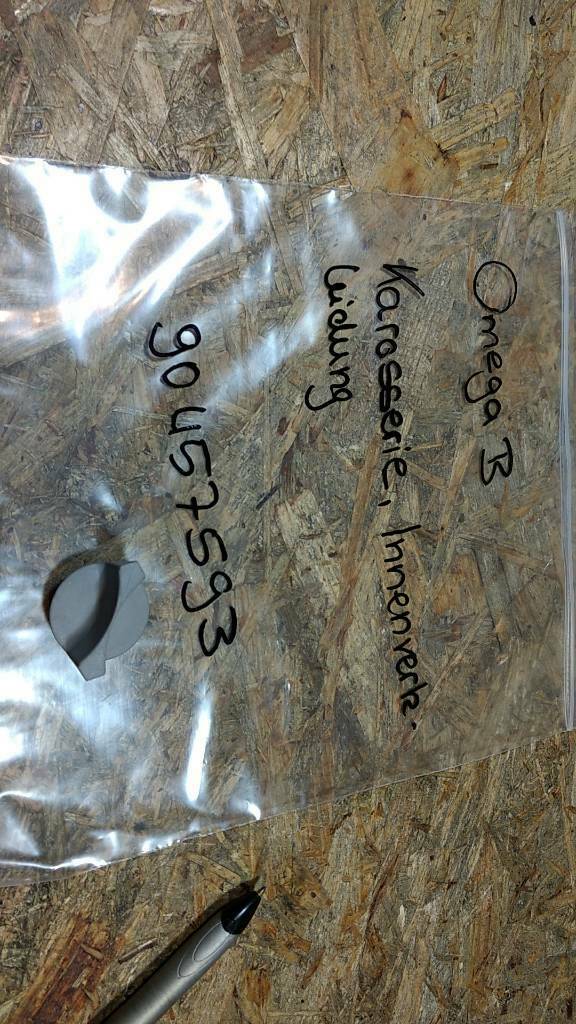 Omega B
Karosserie, Innenverk.
leidung
90457593